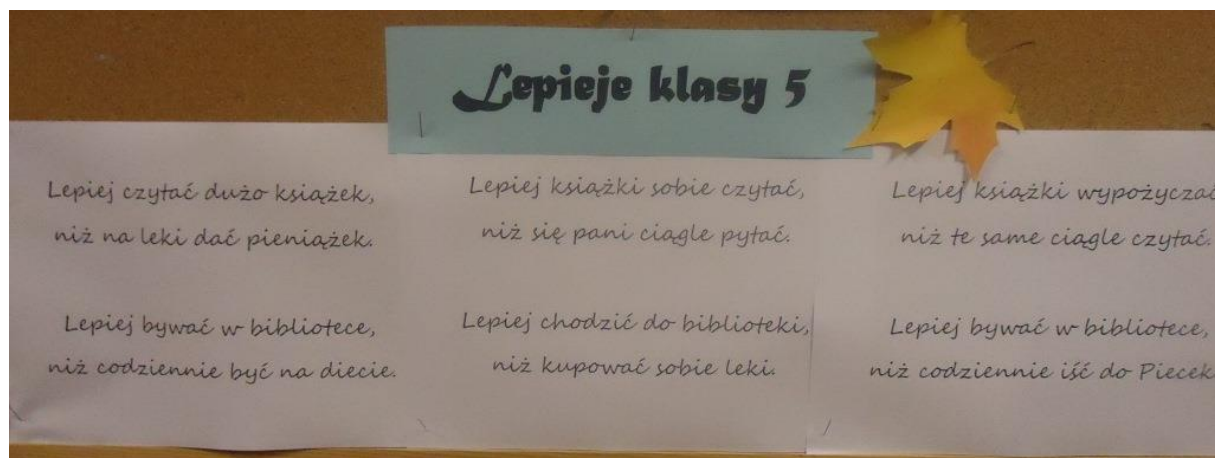 Lepieje klasy 5
Lepiej czytać dużo książek,
niż na leki dać pieniążek.
Lepiej bywać w bibliotece,
niż codziennie być na diecie.
Lepiej książki sobie czytać,
niż się pani ciągle pytać.
Lepiej chodzić do biblioteki,
niż kupować sobie leki.
Lepiej książki wypożyczać
niż te same ciągle czytać.
Lepiej bywać w bibliotece,
niż codziennie iść do Piecek